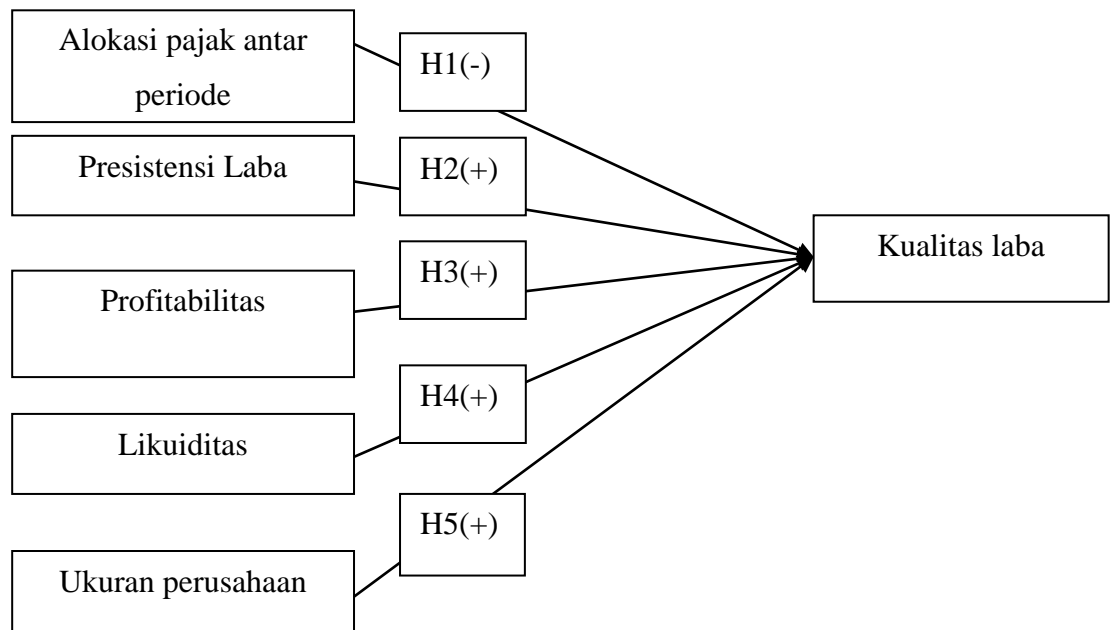 Alokasi pajak antar
periode
H1(-)
Presistensi Laba
H2(+)
Profitabilitas
H3(+)
Likuiditas
H4(+)
Ukuran perusahaan
H5(+)
Kualitas laba